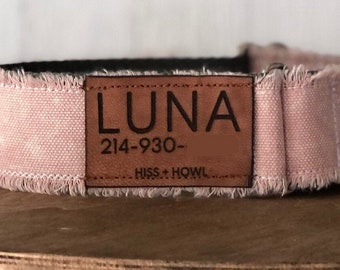 LUNA
214-930-
HISS + HOWL